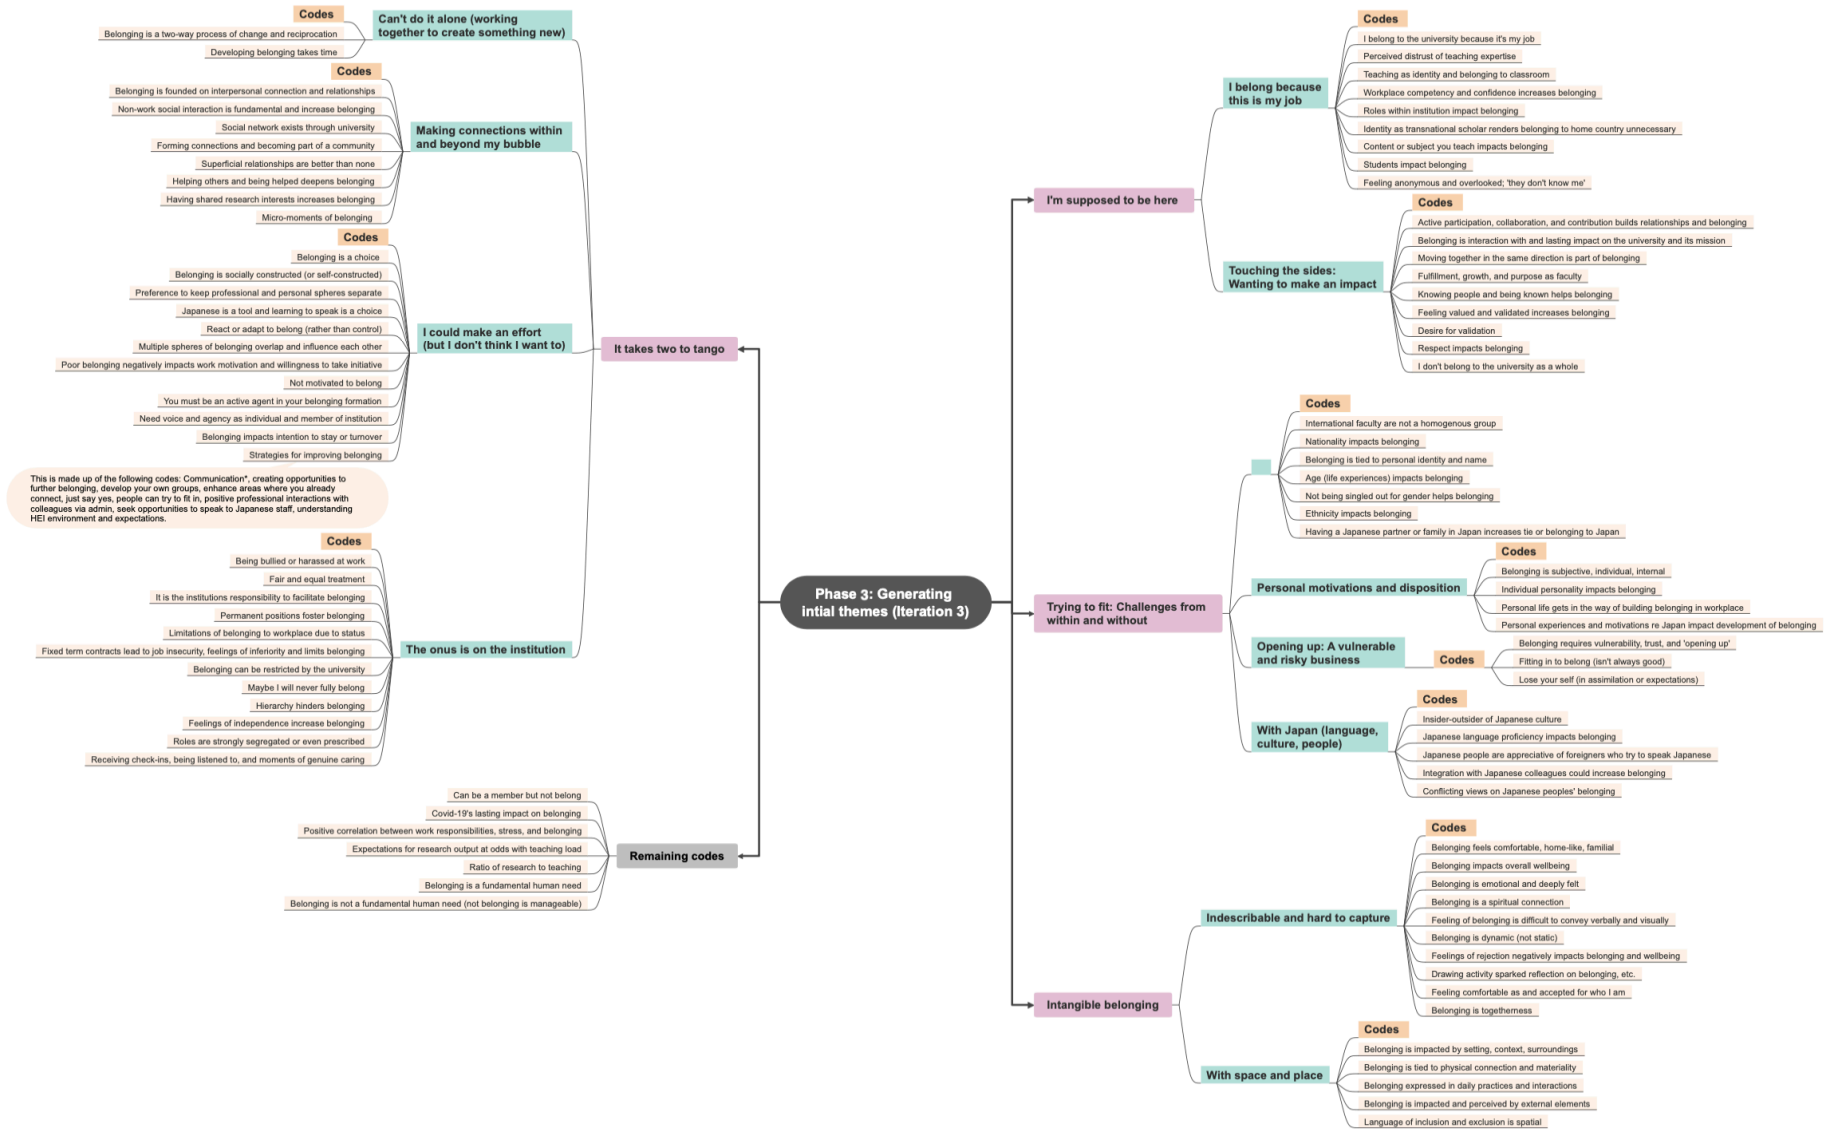 Phase 3: Generating
intial themes (Iteration 3)
It takes two to tango
Can't do it alone (working
together to create something new)
Codes
Belonging is a two-way process of change and reciprocation
Developing belonging takes time
Making connections within
and beyond my bubble
Codes
Belonging is founded on interpersonal connection and relationships
Non-work social interaction is fundamental and increase belonging
Social network exists through university
Forming connections and becoming part of a community
Superficial relationships are better than none
Helping others and being helped deepens belonging
Having shared research interests increases belonging
Micro-moments of belonging
I could make an effort
(but I don't think I want to)
Codes
Belonging is a choice
Belonging is socially constructed (or self-constructed)
Preference to keep professional and personal spheres separate
Japanese is a tool and learning to speak is a choice
React or adapt to belong (rather than control)
Multiple spheres of belonging overlap and influence each other
Poor belonging negatively impacts work motivation and willingness to take initiative
Not motivated to belong
You must be an active agent in your belonging formation
Need voice and agency as individual and member of institution
Belonging impacts intention to stay or turnover
Strategies for improving belonging
This is made up of the following codes: Communication*, creating opportunities to
further belonging, develop your own groups, enhance areas where you already
connect, just say yes, people can try to fit in, positive professional interactions with
colleagues via admin, seek opportunities to speak to Japanese staff, understanding
HEI environment and expectations.
The onus is on the institution
Codes
Being bullied or harassed at work
Fair and equal treatment
It is the institutions responsibility to facilitate belonging
Permanent positions foster belonging
Limitations of belonging to workplace due to status
Fixed term contracts lead to job insecurity, feelings of inferiority and limits belonging
Belonging can be restricted by the university
Maybe I will never fully belong
Hierarchy hinders belonging
Feelings of independence increase belonging
Roles are strongly segregated or even prescribed
Receiving check-ins, being listened to, and moments of genuine caring
Remaining codes
Can be a member but not belong
Covid-19's lasting impact on belonging
Positive correlation between work responsibilities, stress, and belonging
Expectations for research output at odds with teaching load
Ratio of research to teaching
Belonging is a fundamental human need
Belonging is not a fundamental human need (not belonging is manageable)
I'm supposed to be here
I belong because
this is my job
Codes
I belong to the university because it's my job
Perceived distrust of teaching expertise
Teaching as identity and belonging to classroom
Workplace competency and confidence increases belonging
Roles within institution impact belonging
Identity as transnational scholar renders belonging to home country unnecessary
Content or subject you teach impacts belonging
Students impact belonging
Feeling anonymous and overlooked; 'they don't know me'
Touching the sides:
Wanting to make an impact
Codes
Active participation, collaboration, and contribution builds relationships and belonging
Belonging is interaction with and lasting impact on the university and its mission
Moving together in the same direction is part of belonging
Fulfillment, growth, and purpose as faculty
Knowing people and being known helps belonging
Feeling valued and validated increases belonging
Desire for validation
Respect impacts belonging
I don't belong to the university as a whole
Trying to fit: Challenges from
within and without
Codes
International faculty are not a homogenous group
Nationality impacts belonging
Belonging is tied to personal identity and name
Age (life experiences) impacts belonging
Not being singled out for gender helps belonging
Ethnicity impacts belonging
Having a Japanese partner or family in Japan increases tie or belonging to Japan
Personal motivations and disposition
Codes
Belonging is subjective, individual, internal
Individual personality impacts belonging
Personal life gets in the way of building belonging in workplace
Personal experiences and motivations re Japan impact development of belonging
Opening up: A vulnerable
and risky business
Codes
Belonging requires vulnerability, trust, and 'opening up'
Fitting in to belong (isn't always good)
Lose your self (in assimilation or expectations)
With Japan (language,
culture, people)
Codes
Insider-outsider of Japanese culture
Japanese language proficiency impacts belonging
Japanese people are appreciative of foreigners who try to speak Japanese
Integration with Japanese colleagues could increase belonging
Conflicting views on Japanese peoples' belonging
Intangible belonging
Indescribable and hard to capture
Codes
Belonging feels comfortable, home-like, familial
Belonging impacts overall wellbeing
Belonging is emotional and deeply felt
Belonging is a spiritual connection
Feeling of belonging is difficult to convey verbally and visually
Belonging is dynamic (not static)
Feelings of rejection negatively impacts belonging and wellbeing
Drawing activity sparked reflection on belonging, etc.
Feeling comfortable as and accepted for who I am
Belonging is togetherness
With space and place
Codes
Belonging is impacted by setting, context, surroundings
Belonging is tied to physical connection and materiality
Belonging expressed in daily practices and interactions
Belonging is impacted and perceived by external elements
Language of inclusion and exclusion is spatial